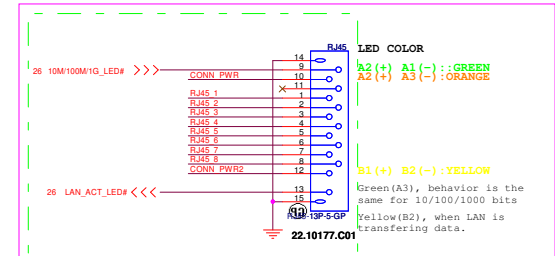 RJ45
LED COLOR
14
26 10M/100M/1G_LED# 9
A2(+) A1(-)::GREEN
CONN_PWR 10
A2(+) A3(-):ORANGE
11
RJ45_1 1
RJ45_2 2
RJ45_3 3
RJ45_4 4
RJ45_5 5
RJ45_6 6
RJ45_7 7
RJ45_8 8
CONN_PWR2 12
B1(+) B2(-):YELLOW
26 LAN_ACT_LED# 13
Green(A3), behavior is the
same for 10/100/1000 bits
15
Yellow(B2), when LAN is
transfering data.
RJ45-13P-5-GP
22.10177.C01